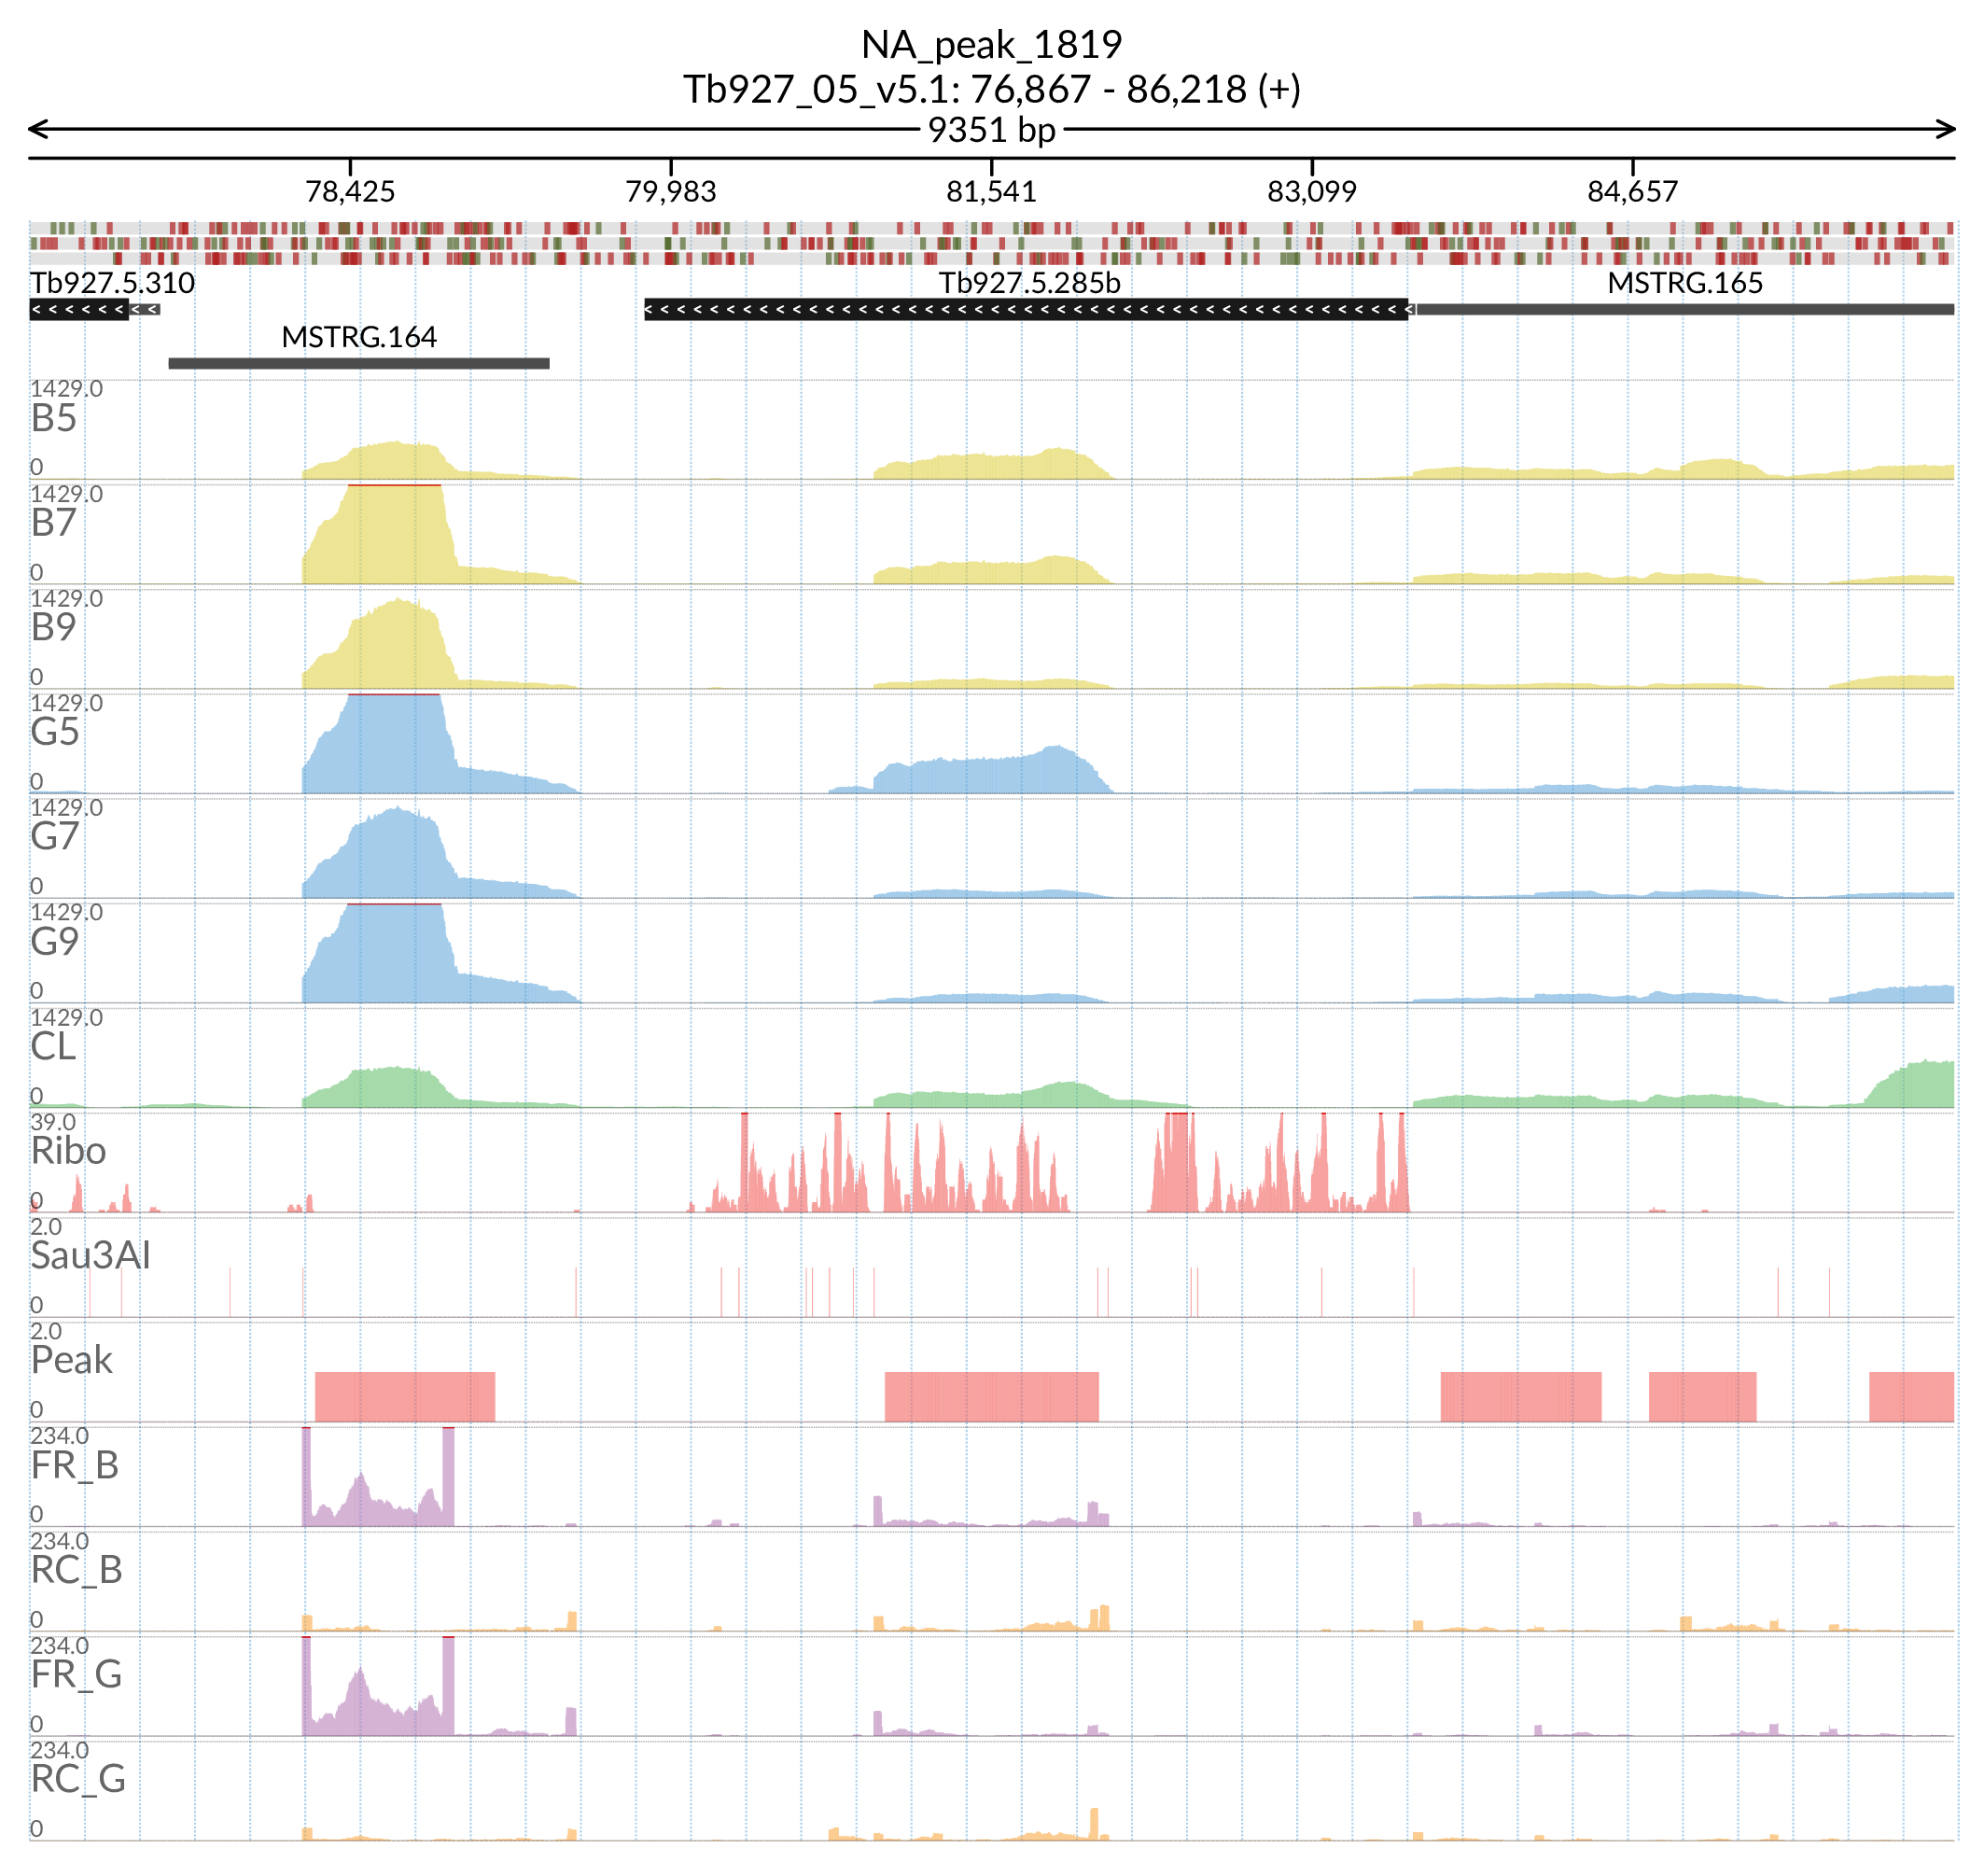 NA_peak_1819
Tb927_05_v5.1: 76,867 - 86,218 (+)
9351 bp
78,425 79,983 81,541 83,099 84,657
Tb927.5.310 Tb927.5.285b MSTRG.165
MSTRG.164
1429.0
B5
0
1429.0
B7
0
1429.0
B9
0
1429.0
G5
0
1429.0
G7
0
1429.0
G9
0
1429.0
CL
0
39.0
Ribo
0
2.0
Sau3AI
0
2.0
Peak
0
234.0
FR_B
0
234.0
RC_B
0
234.0
FR_G
0
234.0
RC_G
0